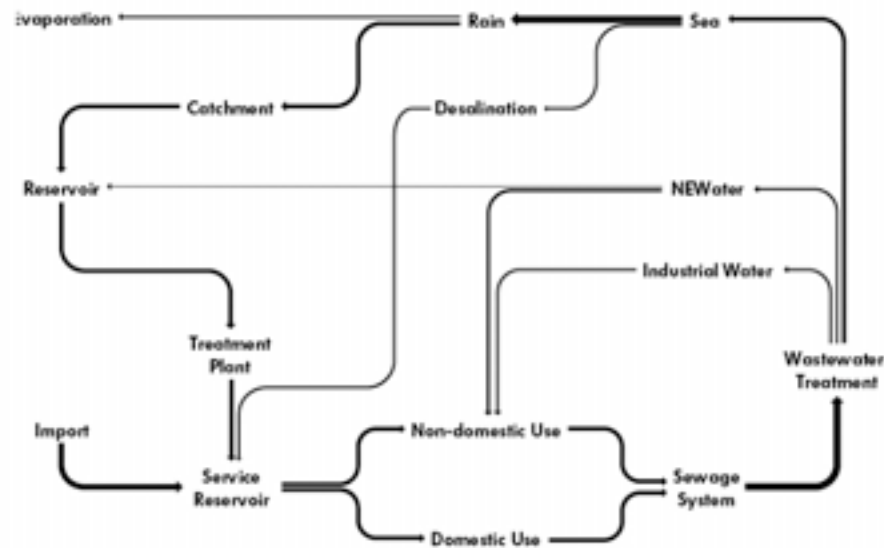 Evaporation
Rain
Sea
Catchment
Desalination
Reservoir
NEWater
Industrial Water
Treatment
Plant
Wastewater
Treatment
Import
Non-domestic Use
Service
Reservoir
Sewage
System
Domestic Use